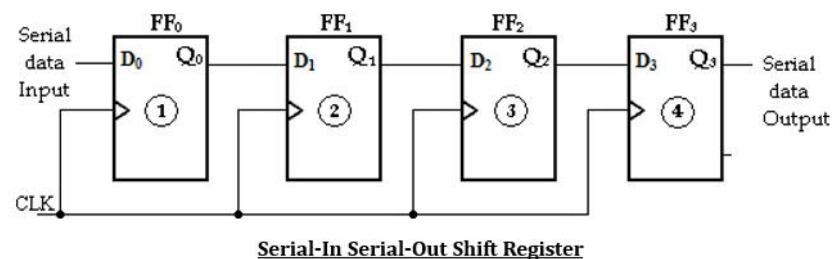 FF₀ FF₁ FF₂ FF₃
Serial
data
Input
D₀ Q₀ D₁ Q₁ D₂ Q₂ D₃ Q₃
Serial
data
Output
1 2 3 4
CLK
Serial-In Serial-Out Shift Register